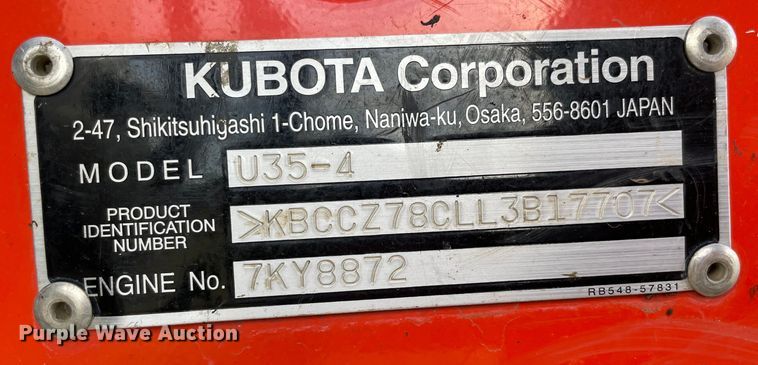 KUBOTA Corporation
2-47, Shikitsuhigashi 1-Chome, Naniwa-ku, Osaka, 556-8601 JAPAN
MODEL U35-4
PRODUCT IDENTIFICATION NUMBER >KBCCZ78CLL3B17707<
ENGINE No. 7KY8872
RB548-57831
Purple Wave Auction